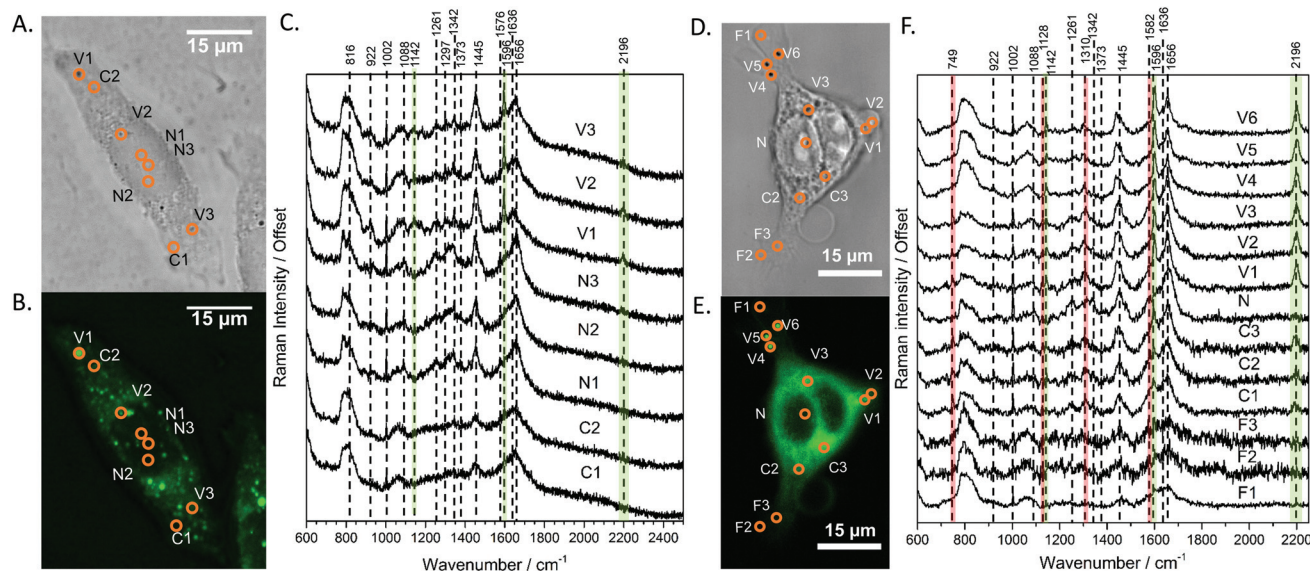 A.
15 µm
V1
C2
V2
N1
N3
N2
V3
C1
B.
15 µm
V1
C2
V2
N1
N3
N2
V3
C1
C.
816
922
1002
1088
1142
1261
1297
1342
1373
1445
1576
1596
1636
1656
2196
V3
V2
V1
N3
N2
N1
C2
C1
Raman Intensity / Offset
600 800 1000 1200 1400 1600 1800 2000 2200 2400
Wavenumber / cm-1
D.
F1
V6
V5
V4
V3
V2
N
V1
C2
C3
F3
F2
15 µm
E.
F1
V6
V5
V4
V3
V2
N
V1
C2
C3
F3
F2
15 µm
F.
749
922
1002
1088
1128
1142
1261
1310
1342
1373
1445
1582
1596
1636
1656
2196
V6
V5
V4
V3
V2
V1
N
C3
C2
C1
F3
F2
F1
Raman intensity / Offset
600 800 1000 1200 1400 1600 1800 2000 2200
Wavenumber / cm-1